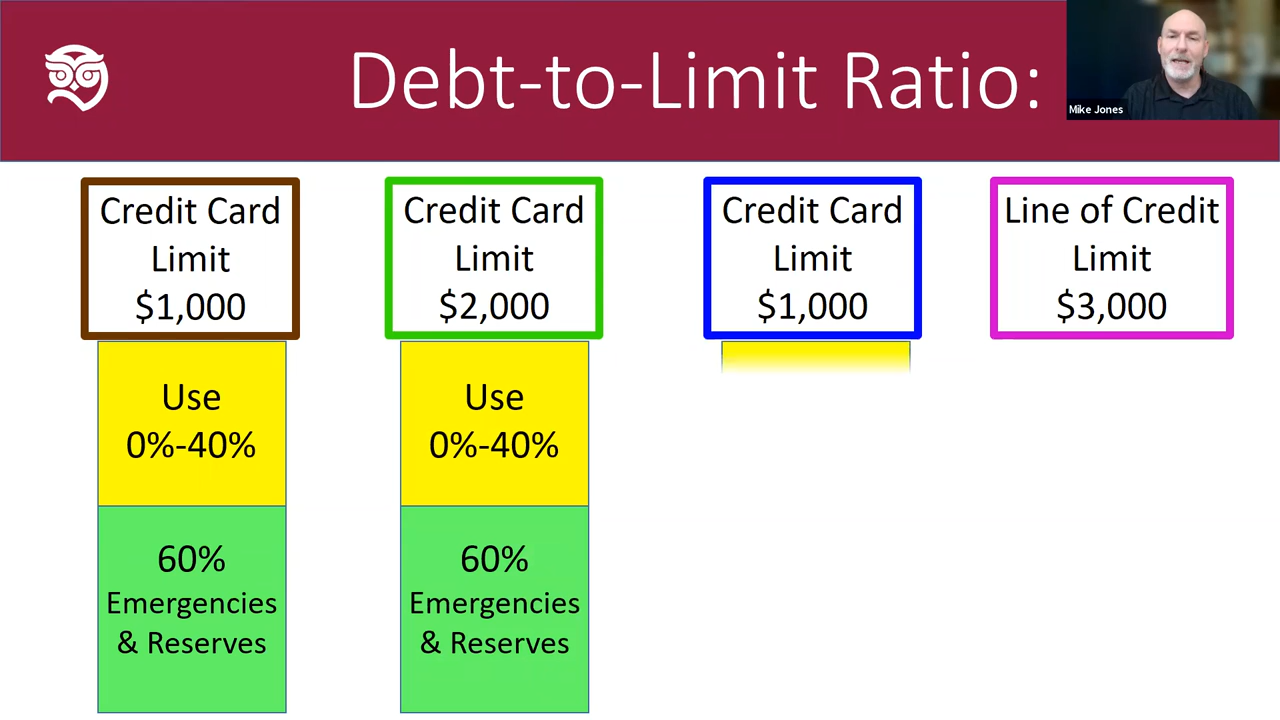 Debt-to-Limit Ratio:
Mike Jones
Credit Card
Limit
$1,000
Credit Card
Limit
$2,000
Credit Card
Limit
$1,000
Line of Credit
Limit
$3,000
Use
0%-40%
Use
0%-40%
60%
Emergencies
& Reserves
60%
Emergencies
& Reserves